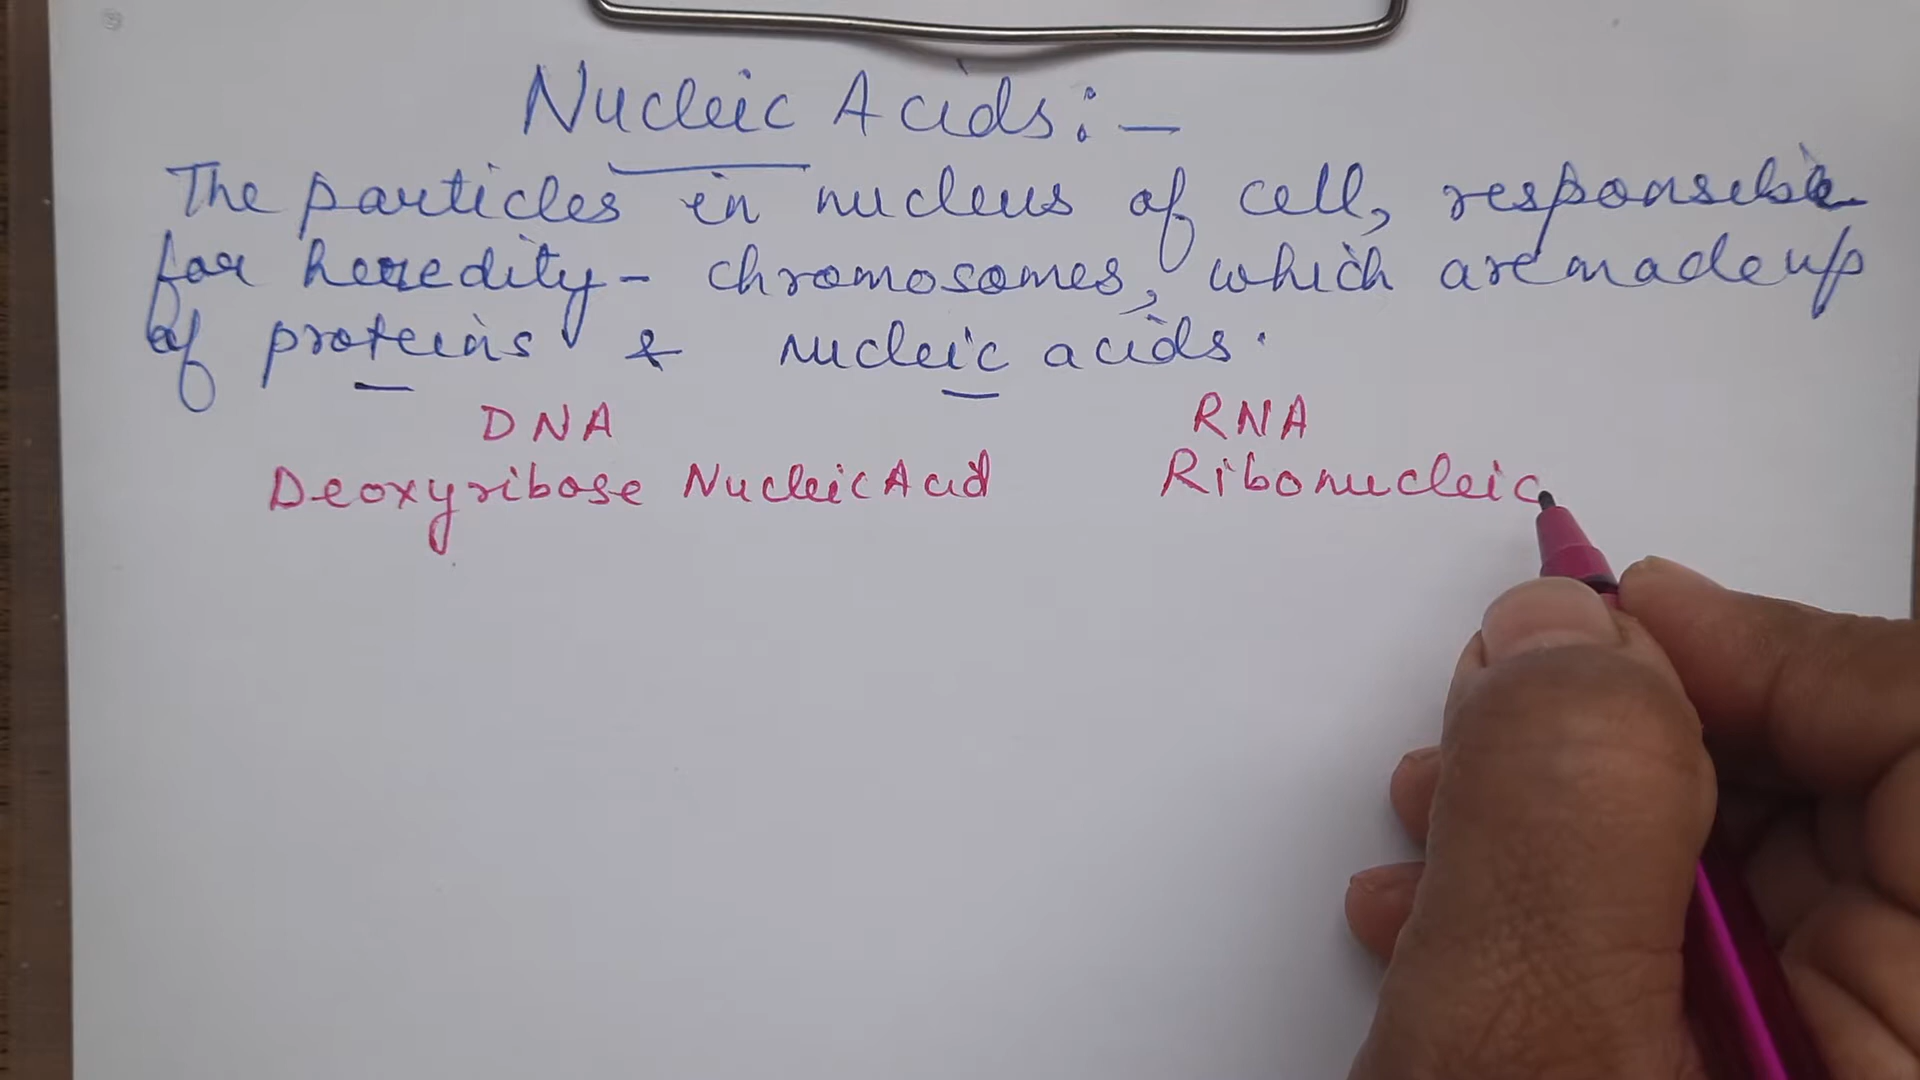 Nucleic Acids:-
The particles in nucleus of cell, responsible
for heredity - chromosomes, which are made up
of proteins & nucleic acids.
DNA RNA
Deoxyribose Nucleic Acid Ribonucleic